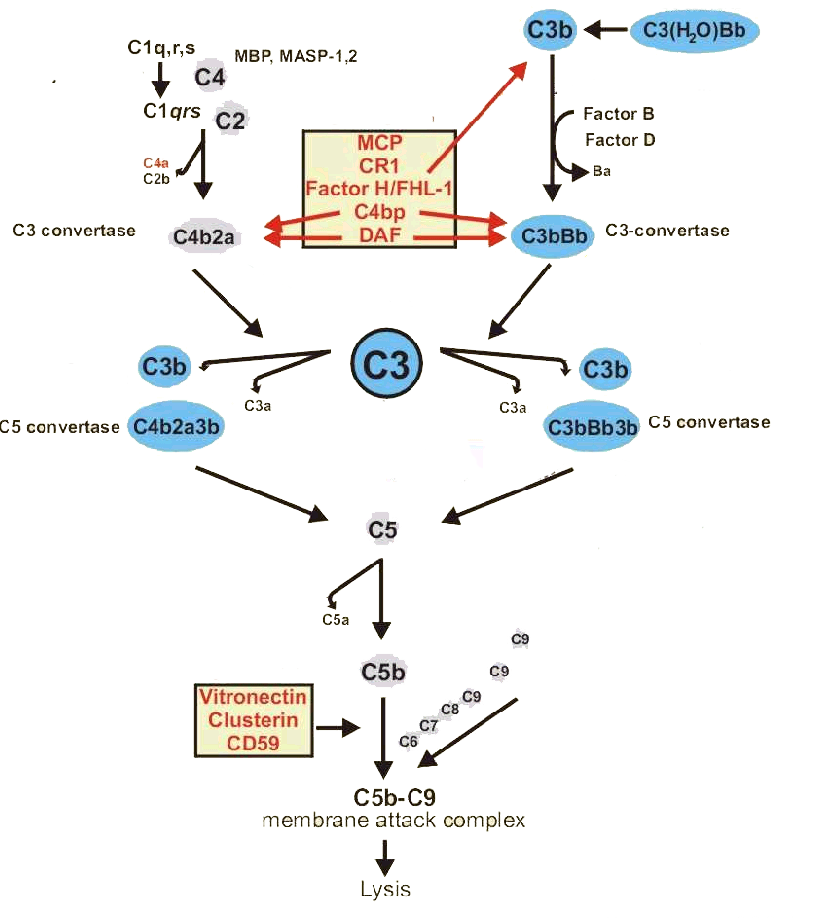 C1q,r,s
MBP, MASP-1,2
C4
C1qrs
C2
C4a
C2b
C3 convertase
C4b2a
MCP
CR1
Factor H/FHL-1
C4bp
DAF
C3b
C3(H₂O)Bb
Factor B
Factor D
Ba
C3bBb
C3-convertase
C3
C3b
C3a
C5 convertase
C4b2a3b
C3b
C3a
C3bBb3b
C5 convertase
C5
C5a
C5b
C9
C9
C9
C8
C7
C6
Vitronectin
Clusterin
CD59
C5b-C9
membrane attack complex
Lysis